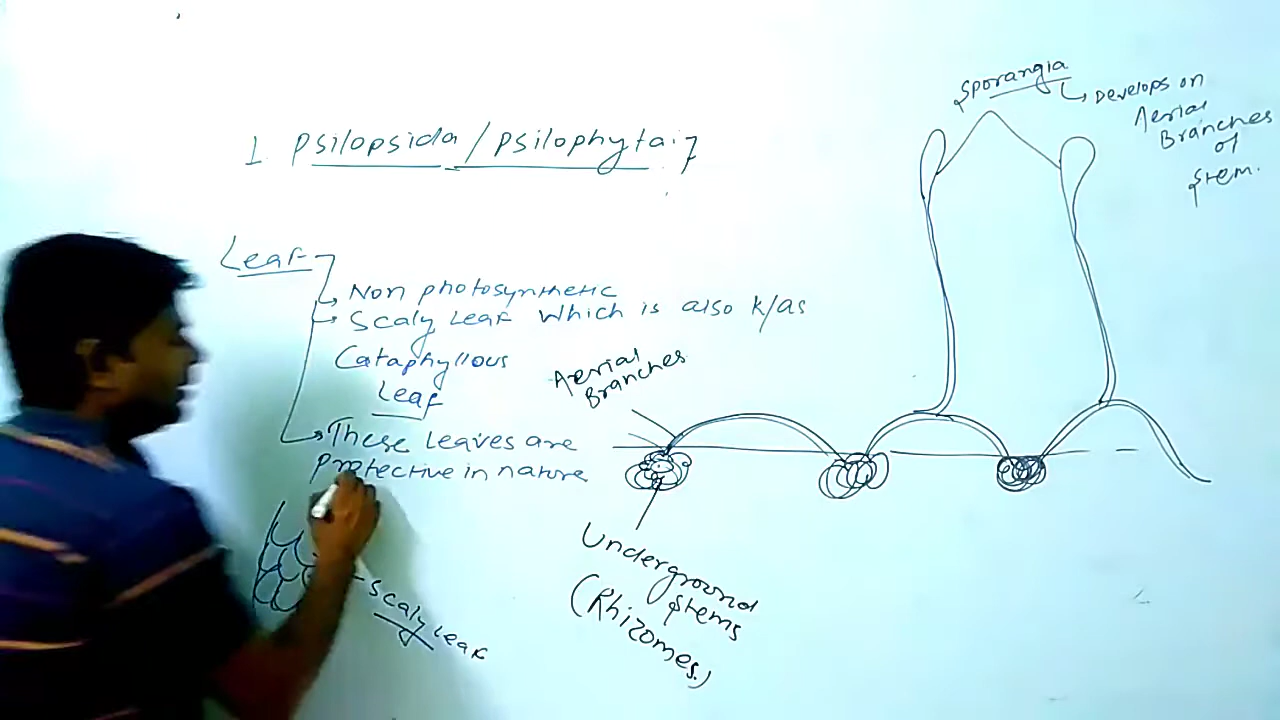 1. Psilopsida / Psilophyta:7
Leaf
Non photosynthetic
Scaly Leaf which is also k/as
Cataphyllous
Leaf
These Leaves are
Protective in nature
Scaly Leaf
Aerial
Branches
Underground
Stems
(Rhizomes.)
Sporangia
Develops on
Aerial
Branches
of
Stem.